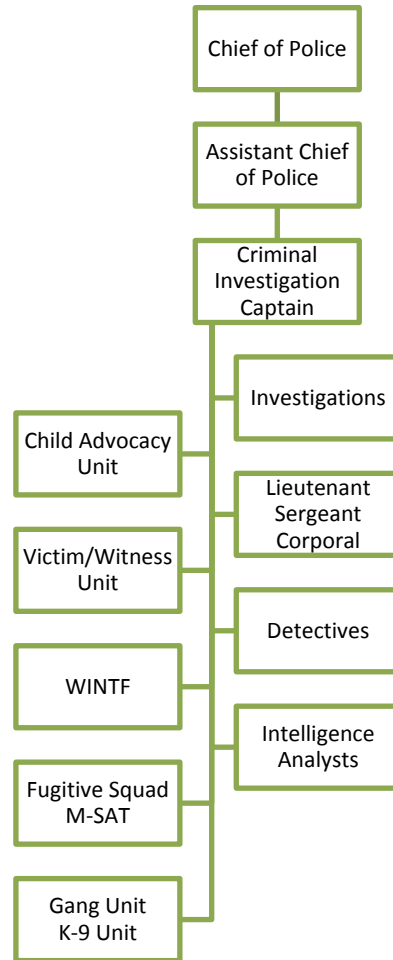 Chief of Police
Assistant Chief
of Police
Criminal
Investigation
Captain
Investigations
Child Advocacy
Unit
Lieutenant
Sergeant
Corporal
Victim/Witness
Unit
Detectives
WINTF
Intelligence
Analysts
Fugitive Squad
M-SAT
Gang Unit
K-9 Unit